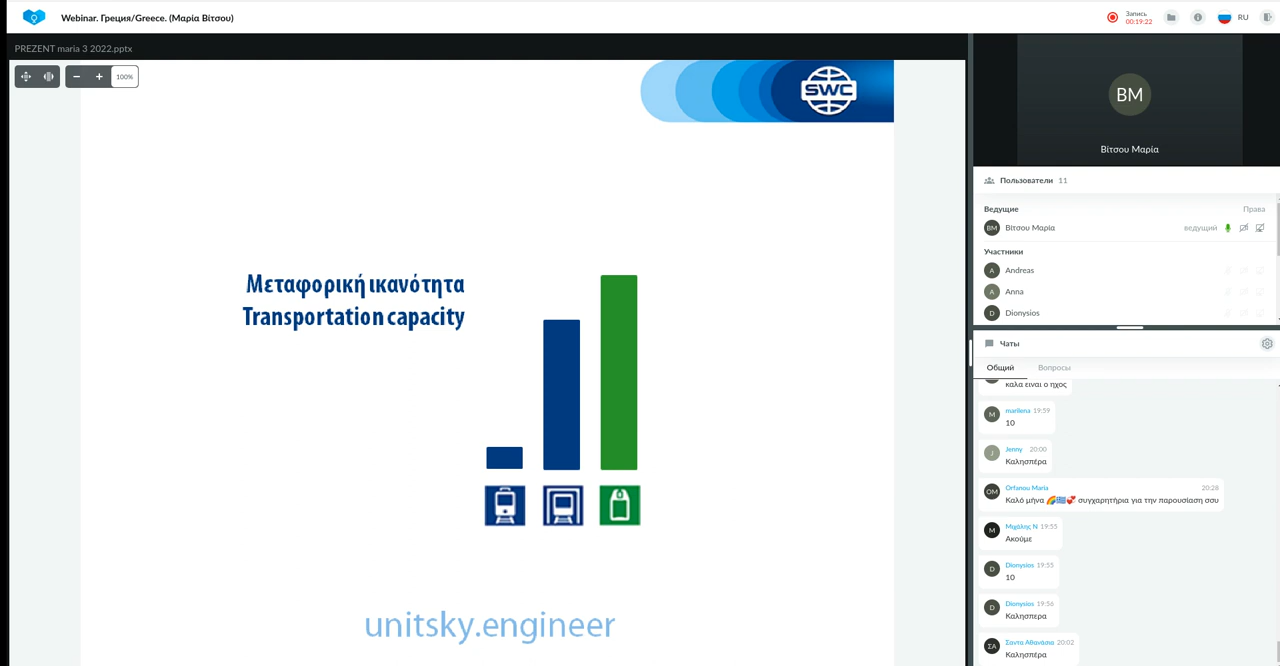 Webinar. Греция/Greece. (Μαρία Βίτσου)
Запись
00:19:22
RU
PREZENT maria 3 2022.pptx
100%
SWC
Μεταφορική ικανότητα
Transportation capacity
unitsky.engineer
BM
Βίτσου Μαρία
Пользователи 11
Ведущие Права
BM Βίτσου Μαρία ведущий
Участники
A Andreas
A Anna
D Dionysios
Чаты
Общий Вопросы
καλα ειναι ο ηχος
M marilena 19:59
10
J Jenny 20:00
Καλησπέρα
OM Orfanou Maria 20:28
Καλό μήνα 🌈🇬🇷💞 συγχαρητήρια για την παρουσίαση σου
M Μιχάλης Ν 19:55
Ακούμε
D Dionysios 19:55
10
D Dionysios 19:56
Καλησπερα
ΣΑ Σαντα Αθανάσια 20:02
Καλησπέρα